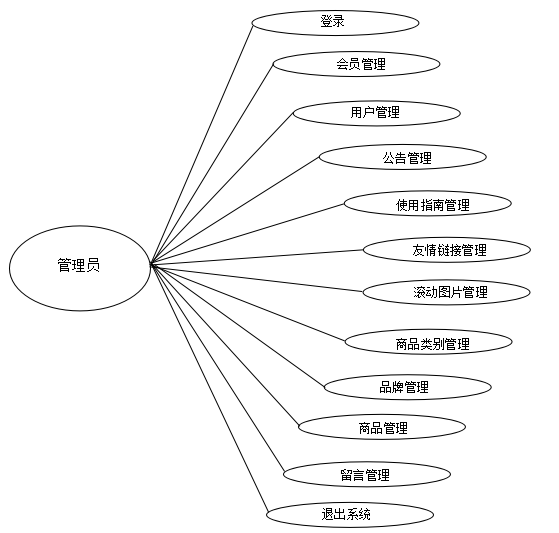 登录
会员管理
用户管理
公告管理
使用指南管理
友情链接管理
管理员
滚动图片管理
商品类别管理
品牌管理
商品管理
留言管理
退出系统